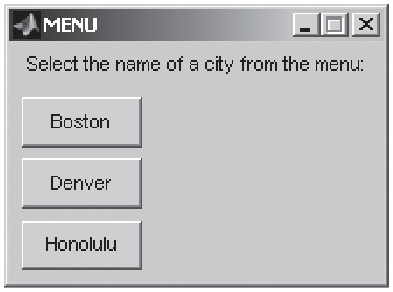 MENU
Select the name of a city from the menu:
Boston
Denver
Honolulu